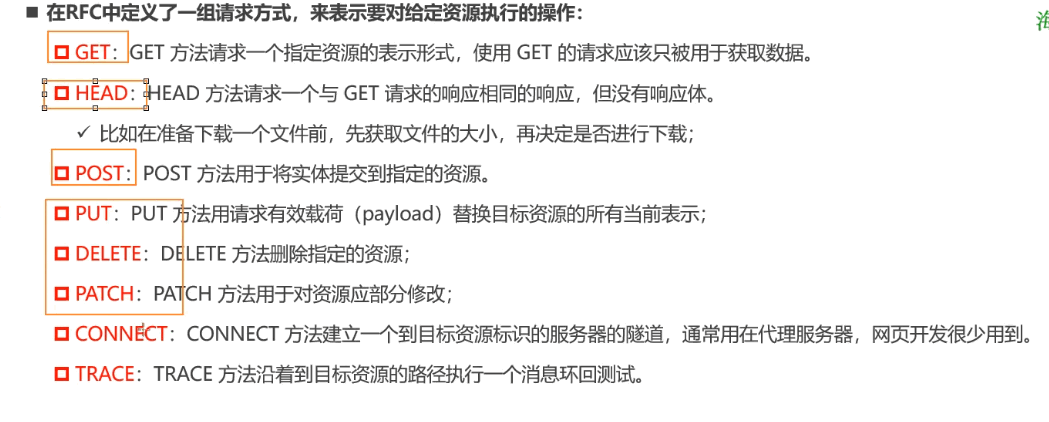 在RFC中定义了一组请求方式，来表示要对给定资源执行的操作：
GET：GET 方法请求一个指定资源的表示形式，使用 GET 的请求应该只被用于获取数据。
HEAD：HEAD 方法请求一个与 GET 请求的响应相同的响应，但没有响应体。
比如在准备下载一个文件前，先获取文件的大小，再决定是否进行下载；
POST：POST 方法用于将实体提交到指定的资源。
PUT：PUT 方法用请求有效载荷（payload）替换目标资源的所有当前表示；
DELETE：DELETE 方法删除指定的资源；
PATCH：PATCH 方法用于对资源应部分修改；
CONNECT：CONNECT 方法建立一个到目标资源标识的服务器的隧道，通常用在代理服务器，网页开发很少用到。
TRACE：TRACE 方法沿着到目标资源的路径执行一个消息环回测试。